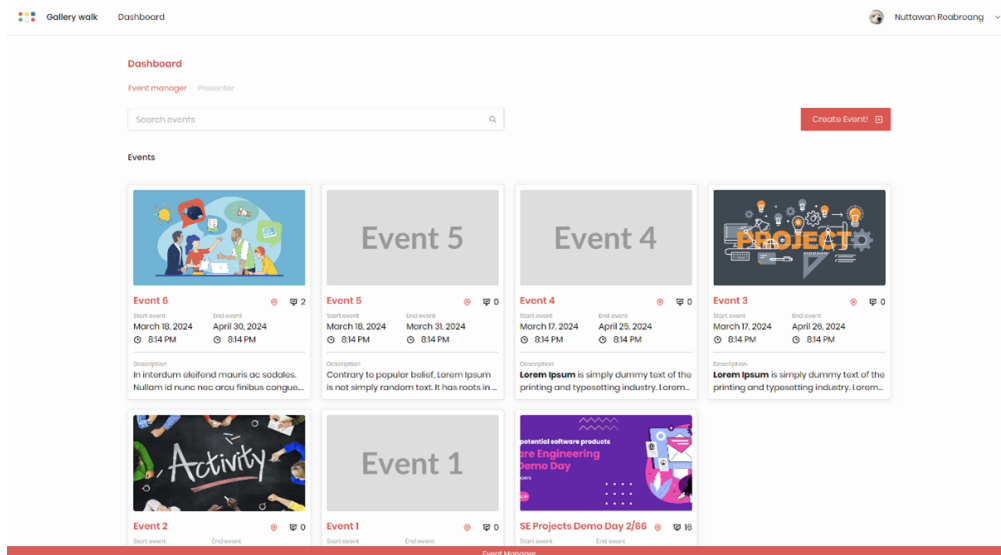 Gallery walk Dashboard Nuttawan Roabroang
Dashboard
Event manager Presenter
Search events
Create Event!
Events
Event 5
Event 4
PROJECT
Event 6 2
Start event End event
March 18, 2024 April 30, 2024
8:14 PM 8:14 PM
Description
In interdum eleifend mauris ac sodales.
Nullam id nunc nec arcu finibus congue...
Event 5 0
Start event End event
March 18, 2024 March 31, 2024
8:14 PM 8:14 PM
Description
Contrary to popular belief, Lorem Ipsum
is not simply random text. It has roots in ...
Event 4 0
Start event End event
March 17, 2024 April 25, 2024
8:14 PM 8:14 PM
Description
Lorem Ipsum is simply dummy text of the
printing and typesetting industry. Lorem...
Event 3 0
Start event End event
March 17, 2024 April 26, 2024
8:14 PM 8:14 PM
Description
Lorem Ipsum is simply dummy text of the
printing and typesetting industry. Lorem...
Activity
Event 1
potential software products
are Engineering
Demo Day
Event 2 0
Start event End event
Event 1 0
Start event End event
SE Projects Demo Day 2/66 16
Start event End event
Event Manager